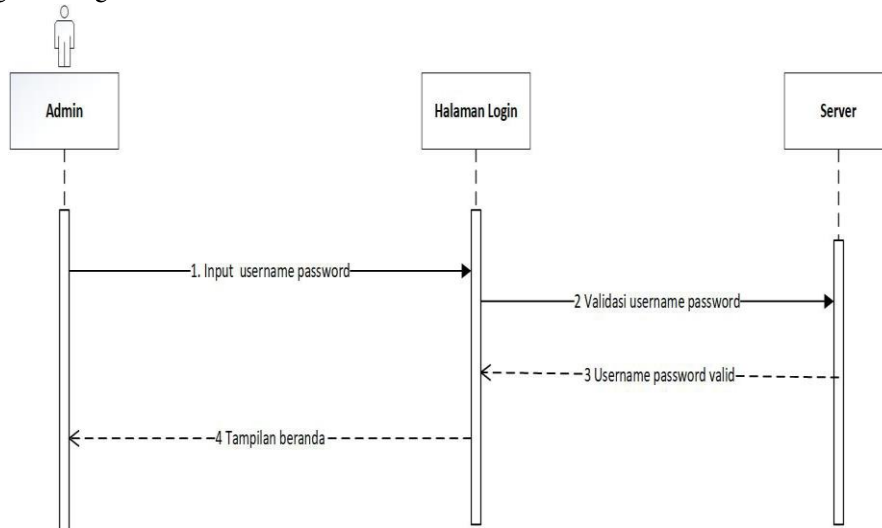 Admin
Halaman Login
Server
1. Input username password
2 Validasi username password
3 Username password valid
4 Tampilan beranda